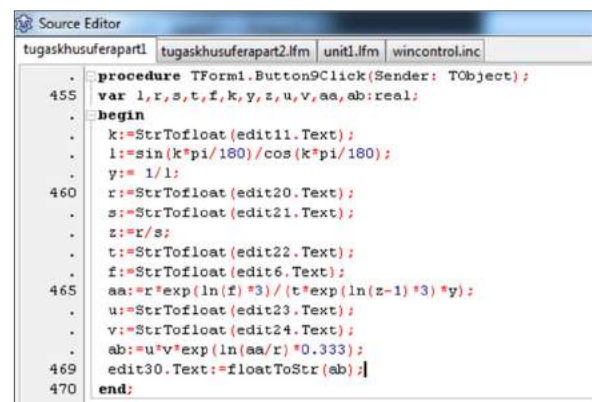 Source Editor
tugaskhusuferapart1 tugaskhusuferapart2.lfm unit1.lfm wincontrol.inc
. procedure TForm1.Button9Click(Sender: TObject);
455 var l,r,s,t,f,k,y,z,u,v,aa,ab:real;
. begin
. k:=StrTofloat(edit11.Text);
. l:=sin(k*pi/180)/cos(k*pi/180);
. y:= 1/l;
460 r:=StrTofloat(edit20.Text);
. s:=StrTofloat(edit21.Text);
. z:=r/s;
. t:=StrTofloat(edit22.Text);
. f:=StrTofloat(edit6.Text);
465 aa:=r*exp(ln(f)*3)/(t*exp(ln(z-1)*3)*y);
. u:=StrTofloat(edit23.Text);
. v:=StrTofloat(edit24.Text);
. ab:=u*v*exp(ln(aa/r)*0.333);
469 edit30.Text:=floatToStr(ab);
470 end;